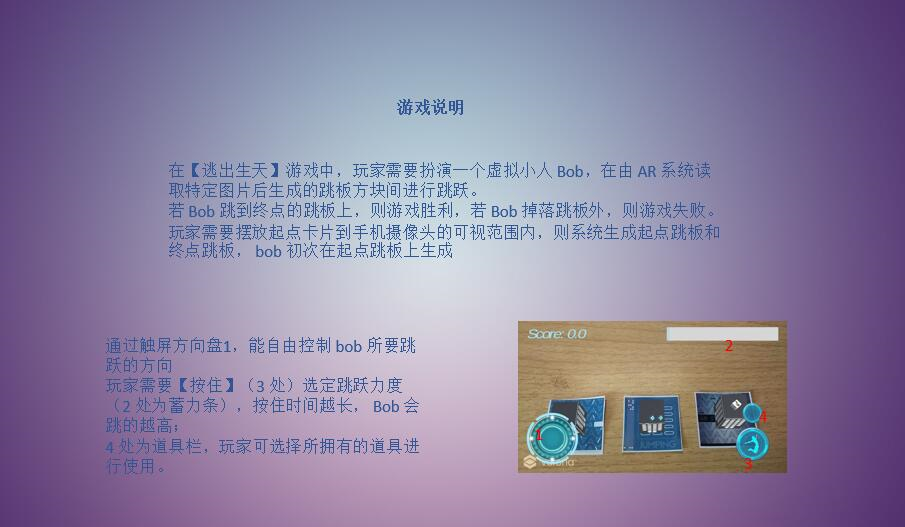 游戏说明
在【逃出生天】游戏中，玩家需要扮演一个虚拟小人 Bob，在由 AR 系统读
取特定图片后生成的跳板方块间进行跳跃。
若 Bob 跳到终点的跳板上，则游戏胜利，若 Bob 掉落跳板外，则游戏失败。
玩家需要摆放起点卡片到手机摄像头的可视范围内，则系统生成起点跳板和
终点跳板， bob 初次在起点跳板上生成
通过触屏方向盘1，能自由控制 bob 所要跳
跃的方向
玩家需要【按住】（3 处）选定跳跃力度
（2 处为蓄力条），按住时间越长， Bob 会
跳的越高；
4 处为道具栏，玩家可选择所拥有的道具进
行使用。
Score: 0.0
2
1
4
3
JUMPING